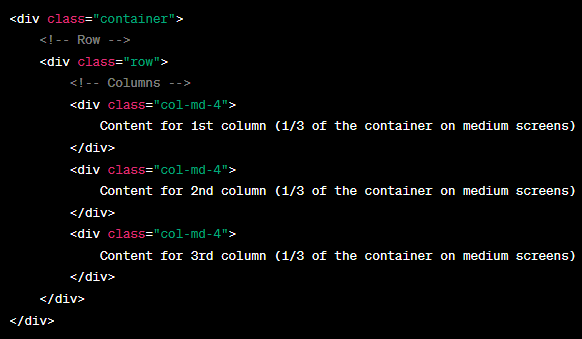 <div class="container">
<!-- Row -->
<div class="row">
<!-- Columns -->
<div class="col-md-4">
Content for 1st column (1/3 of the container on medium screens)
</div>
<div class="col-md-4">
Content for 2nd column (1/3 of the container on medium screens)
</div>
<div class="col-md-4">
Content for 3rd column (1/3 of the container on medium screens)
</div>
</div>
</div>